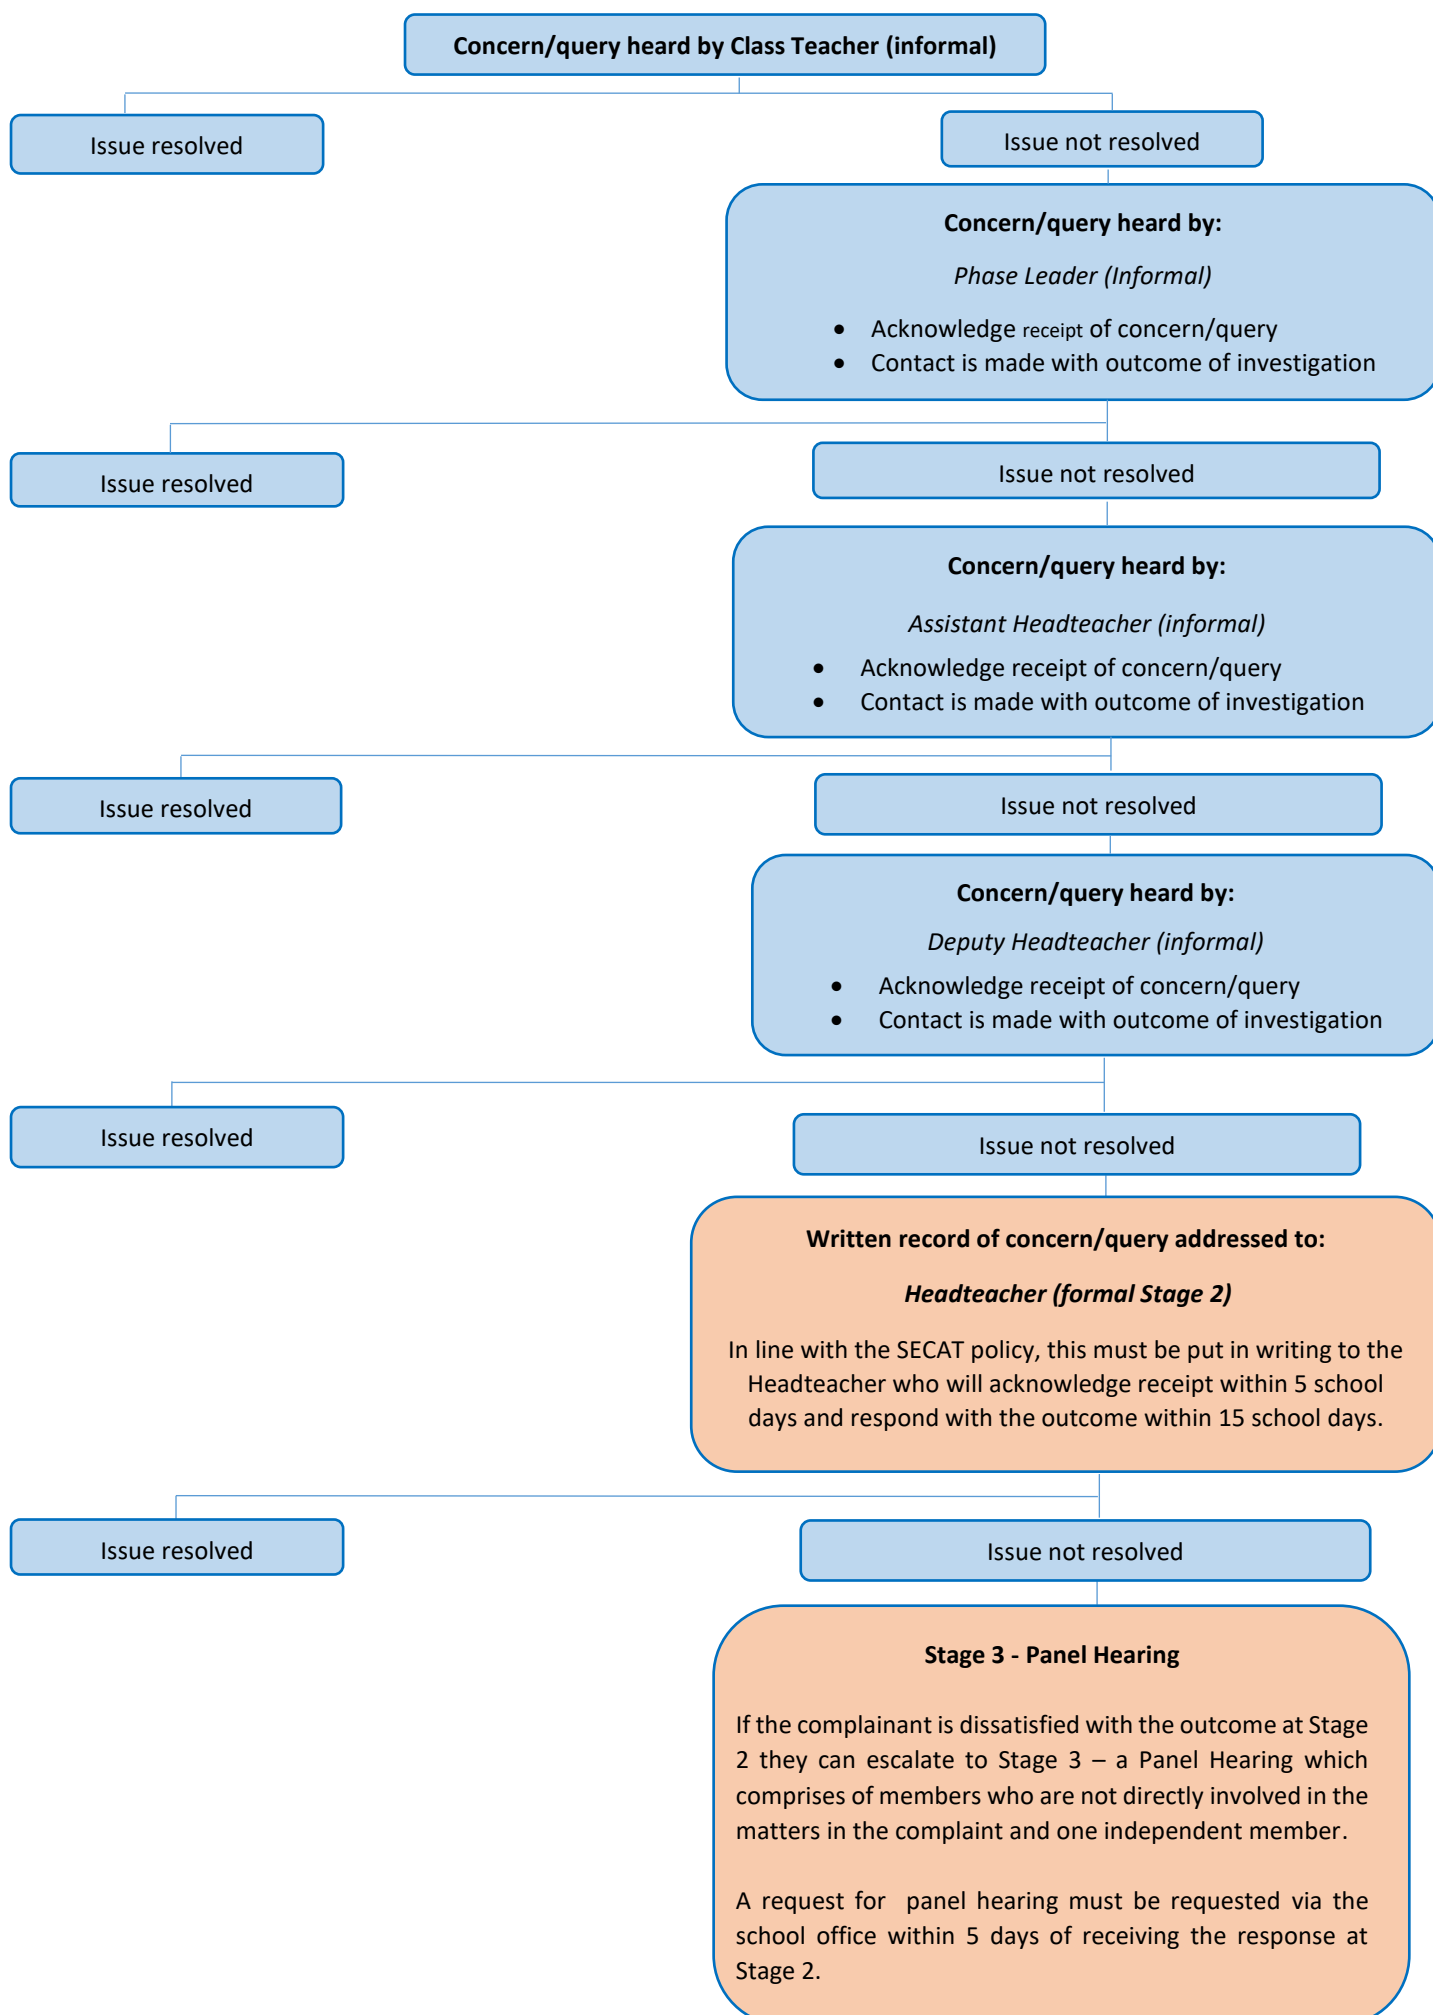 Concern/query heard by Class Teacher (informal)
Issue resolved
Issue not resolved
Concern/query heard by:
Phase Leader (Informal)
• Acknowledge receipt of concern/query
• Contact is made with outcome of investigation
Issue resolved
Issue not resolved
Concern/query heard by:
Assistant Headteacher (informal)
• Acknowledge receipt of concern/query
• Contact is made with outcome of investigation
Issue resolved
Issue not resolved
Concern/query heard by:
Deputy Headteacher (informal)
• Acknowledge receipt of concern/query
• Contact is made with outcome of investigation
Issue resolved
Issue not resolved
Written record of concern/query addressed to:
Headteacher (formal Stage 2)
In line with the SECAT policy, this must be put in writing to the
Headteacher who will acknowledge receipt within 5 school
days and respond with the outcome within 15 school days.
Issue resolved
Issue not resolved
Stage 3 - Panel Hearing
If the complainant is dissatisfied with the outcome at Stage
2 they can escalate to Stage 3 – a Panel Hearing which
comprises of members who are not directly involved in the
matters in the complaint and one independent member.
A request for panel hearing must be requested via the
school office within 5 days of receiving the response at
Stage 2.